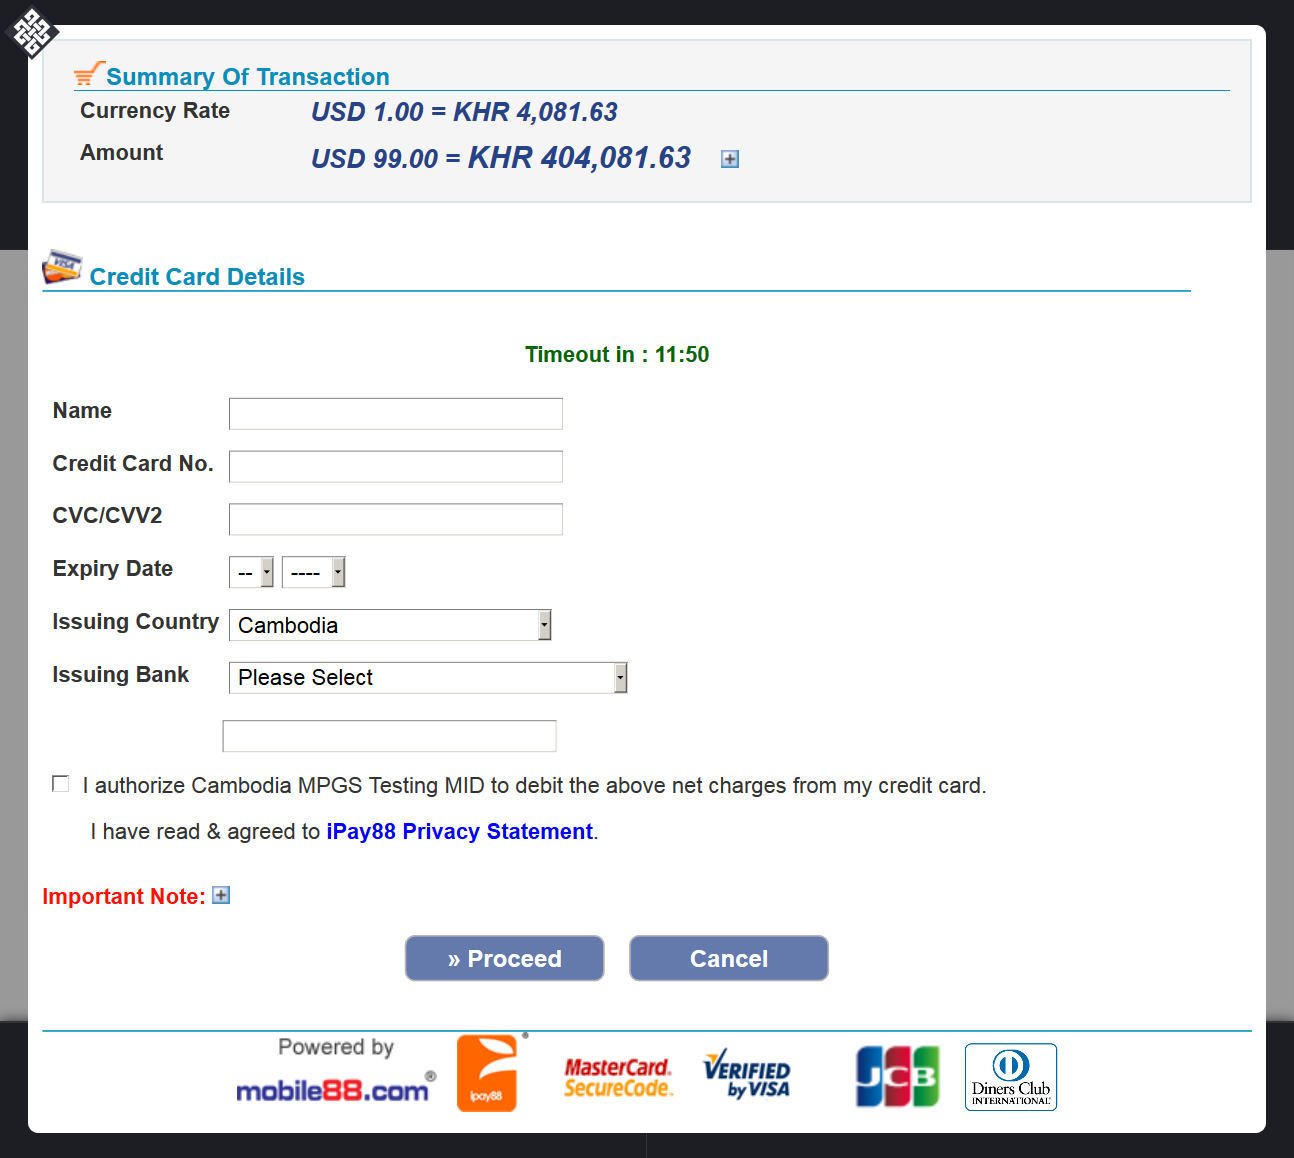 Summary Of Transaction
Currency Rate USD 1.00 = KHR 4,081.63
Amount USD 99.00 = KHR 404,081.63
VISA
Credit Card Details
Timeout in : 11:50
Name
Credit Card No.
CVC/CVV2
Expiry Date -- ----
Issuing Country Cambodia
Issuing Bank Please Select
I authorize Cambodia MPGS Testing MID to debit the above net charges from my credit card.
I have read & agreed to iPay88 Privacy Statement.
Important Note:
» Proceed Cancel
Powered by
mobile88.com®
ipay88 ®
MasterCard.
SecureCode.
VERIFIED
by VISA
JCB
Diners Club
INTERNATIONAL